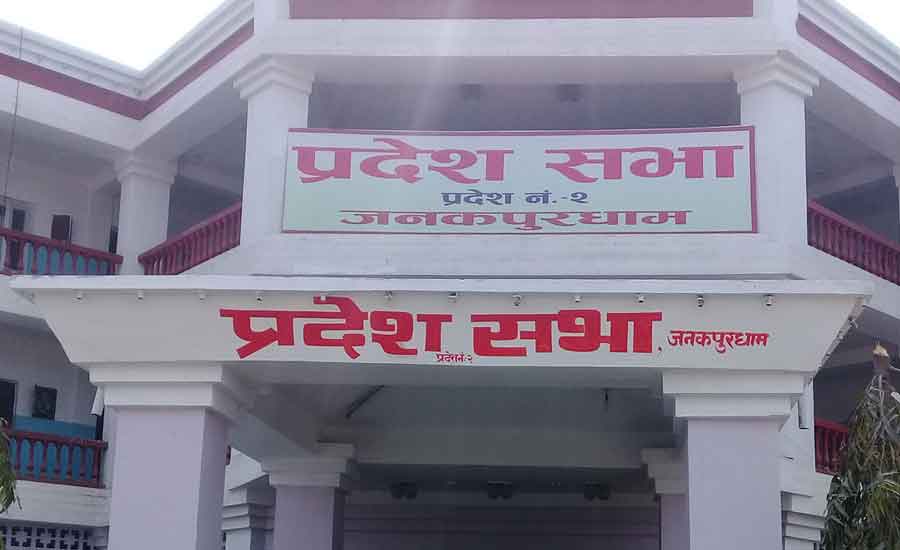 प्रदेश सभा
प्रदेश नं.-२
जनकपुरधाम
प्रदेश सभा, जनकपुरधाम
प्रदेश नं: २